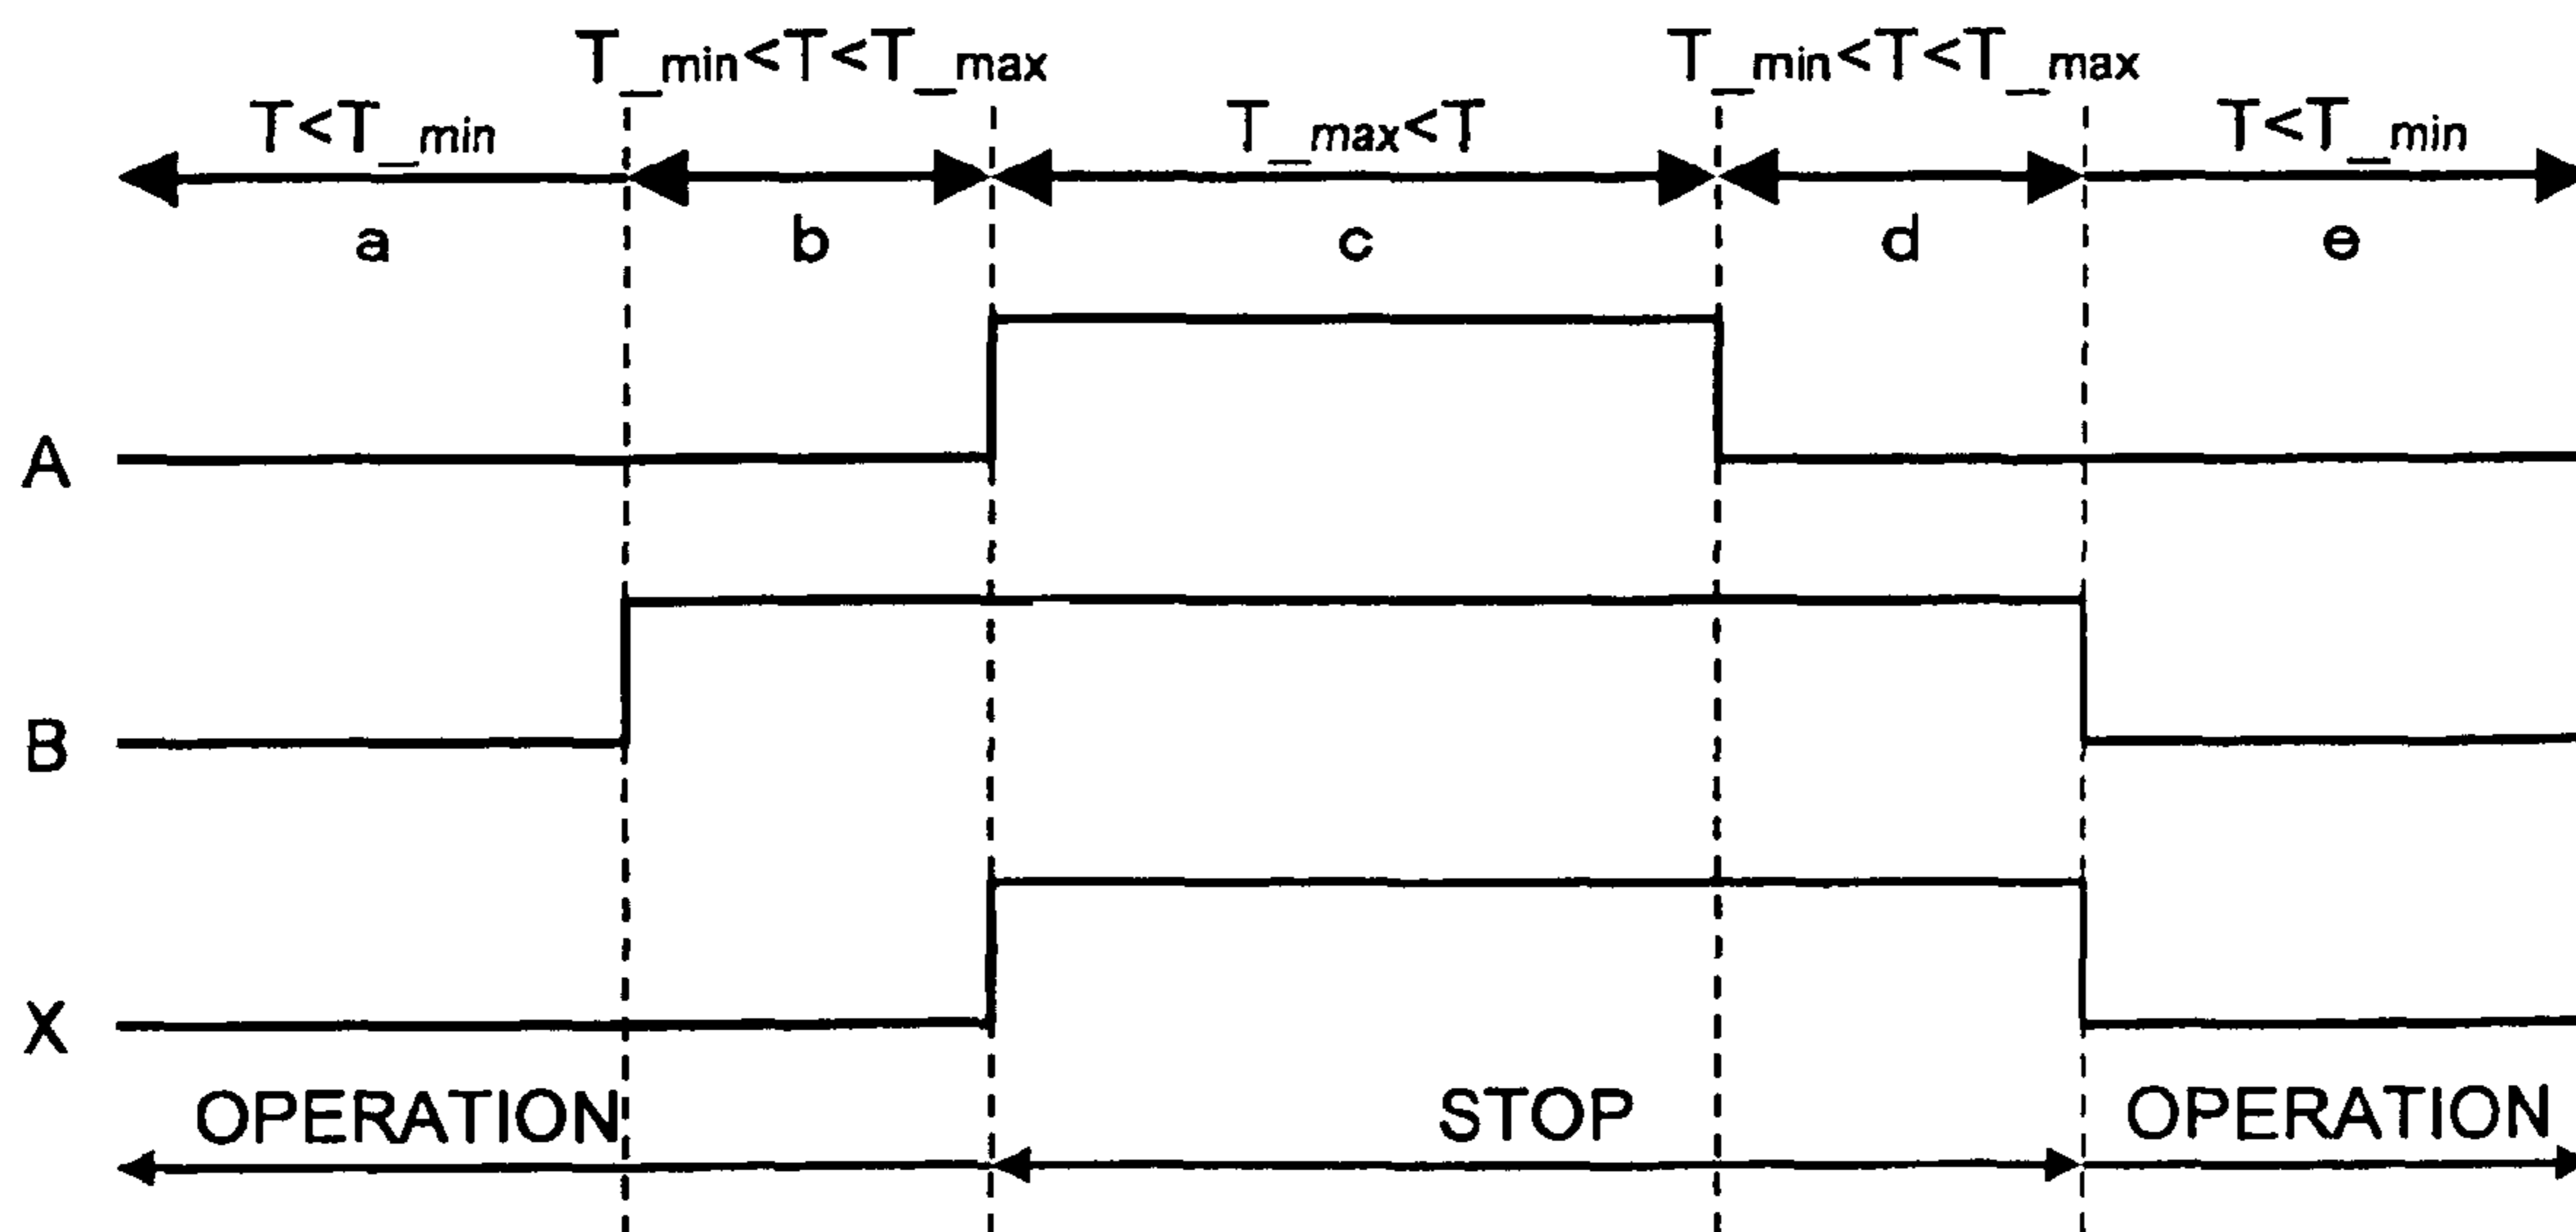 T_min<T<T_max T_min<T<T_max
T<T_min T_max<T T<T_min
a b c d e
A
B
X
OPERATION STOP OPERATION